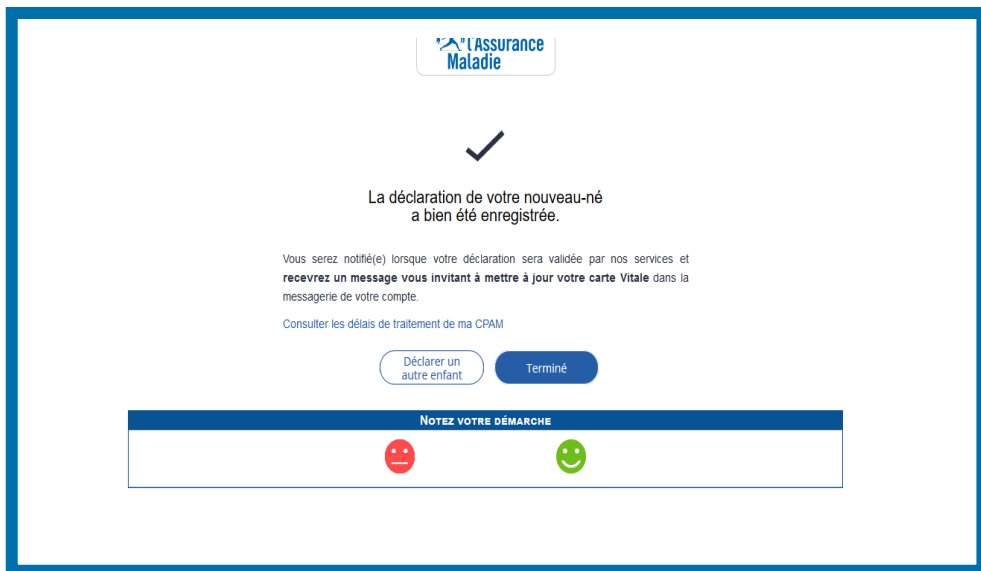 l'Assurance
Maladie
La déclaration de votre nouveau-né
a bien été enregistrée.
Vous serez notifié(e) lorsque votre déclaration sera validée par nos services et
recevrez un message vous invitant à mettre à jour votre carte Vitale dans la
messagerie de votre compte.
Consulter les délais de traitement de ma CPAM
Déclarer un
autre enfant
Terminé
NOTEZ VOTRE DÉMARCHE